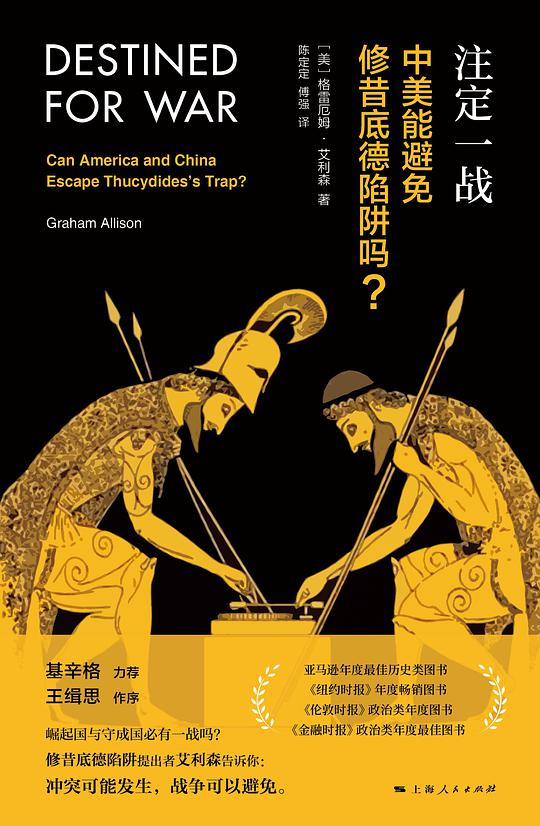 DESTINED
FOR WAR
Can America and China
Escape Thucydides's Trap?
Graham Allison
注定一战
中美能避免
修昔底德陷阱吗?
[美] 格雷厄姆·艾利森 著
陈定定 傅强 译
基辛格 力荐
王缉思 作序
崛起国与守成国必有一战吗?
修昔底德陷阱提出者艾利森告诉你:
冲突可能发生,战争可以避免。
亚马逊年度最佳历史类图书
《纽约时报》年度畅销图书
《伦敦时报》政治类年度图书
《金融时报》政治类年度最佳图书
上海人民出版社